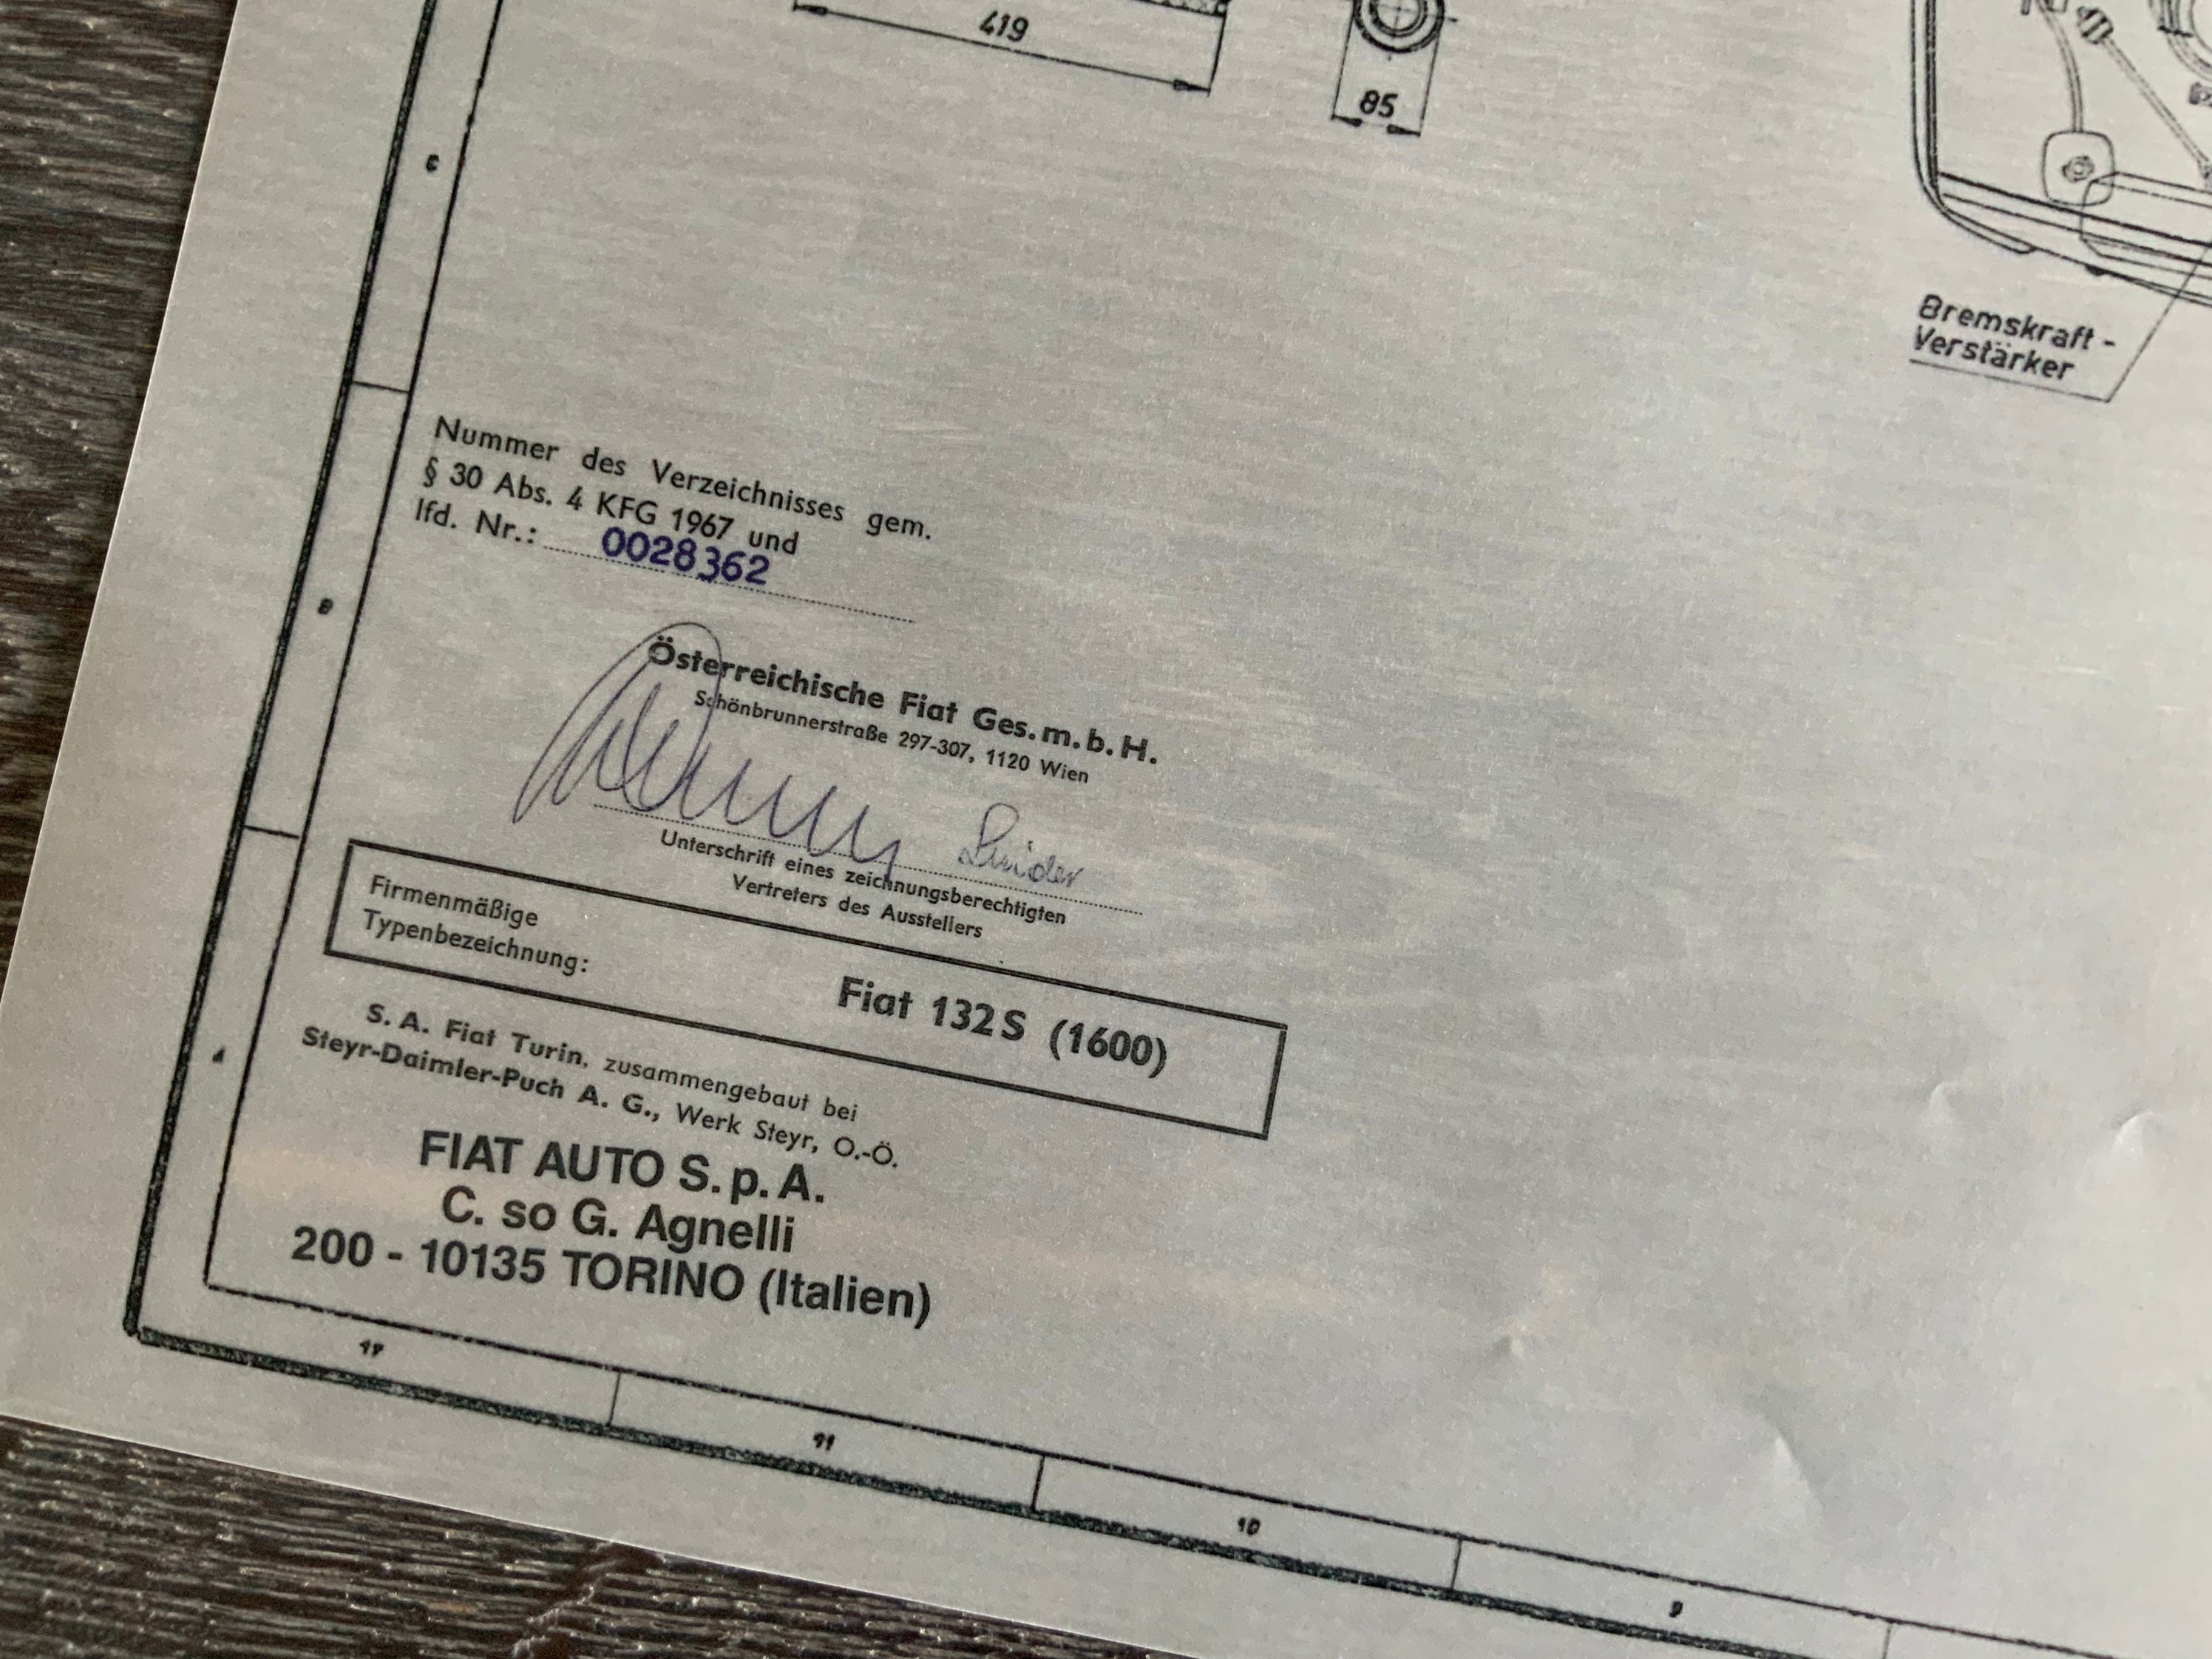 419
85
C
Bremskraft-
Verstärker
Nummer des Verzeichnisses gem.
§ 30 Abs. 4 KFG 1967 und
lfd. Nr.: 0028362
B
Österreichische Fiat Ges.m.b.H.
Schönbrunnerstraße 297-307, 1120 Wien
Unterschrift eines zeichnungsberechtigten
Vertreters des Ausstellers
Firmenmäßige
Typenbezeichnung:
Fiat 132S (1600)
A
S. A. Fiat Turin, zusammengebaut bei
Steyr-Daimler-Puch A. G., Werk Steyr, O.-Ö.
FIAT AUTO S.p.A.
C. so G. Agnelli
200 - 10135 TORINO (Italien)
11
10
9